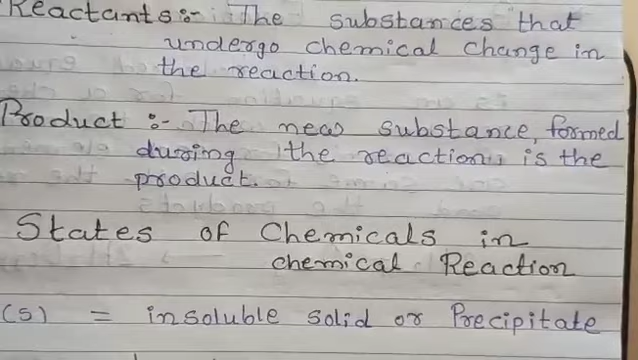 Reactants :- The substances that
undergo chemical change in
the reaction.
Product :- The new substance, formed
during the reaction, is the
product.
States of Chemicals in
chemical Reaction
(s) = insoluble solid or Precipitate